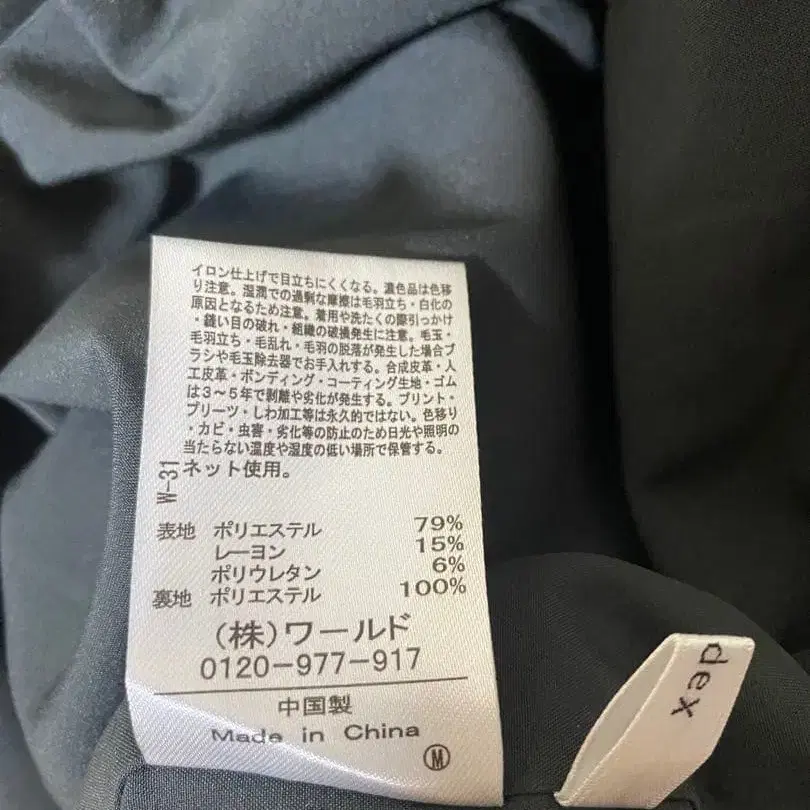 イロン仕上げで目立ちにくくなる。濃色品は色移
り注意。湿潤での過剰な摩擦は毛羽立ち・白化の
原因となるため注意。着用や洗たくの際引っかけ
・縫い目の破れ・組織の破損発生に注意。毛玉・
毛羽立ち・毛乱れ・毛羽の脱落が発生した場合ブ
ラシや毛玉除去器でお手入れする。合成皮革・人
工皮革・ボンディング・コーティング生地・ゴム
は3～5年で剥離や劣化が発生する。プリント・
プリーツ・しわ加工等は永久的ではない。色移り
・カビ・虫害・劣化等の防止のため日光や照明の
当たらない温度や湿度の低い場所で保管する。
ネット使用。
W-31
表地 ポリエステル 79%
レーヨン 15%
ポリウレタン 6%
裏地 ポリエステル 100%
(株)ワールド
0120-977-917
中国製
Made in China
M
dex